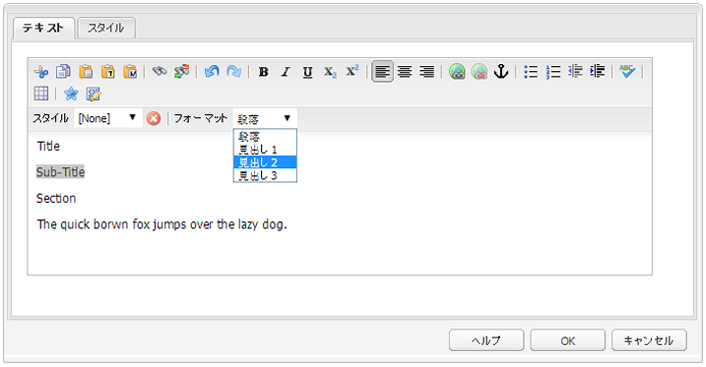 テキスト スタイル
B I U X₂ X² ABC
スタイル [None] フォーマット 段落
段落
見出し 1
見出し 2
見出し 3
Title
Sub-Title
Section
The quick borwn fox jumps over the lazy dog.
ヘルプ OK キャンセル